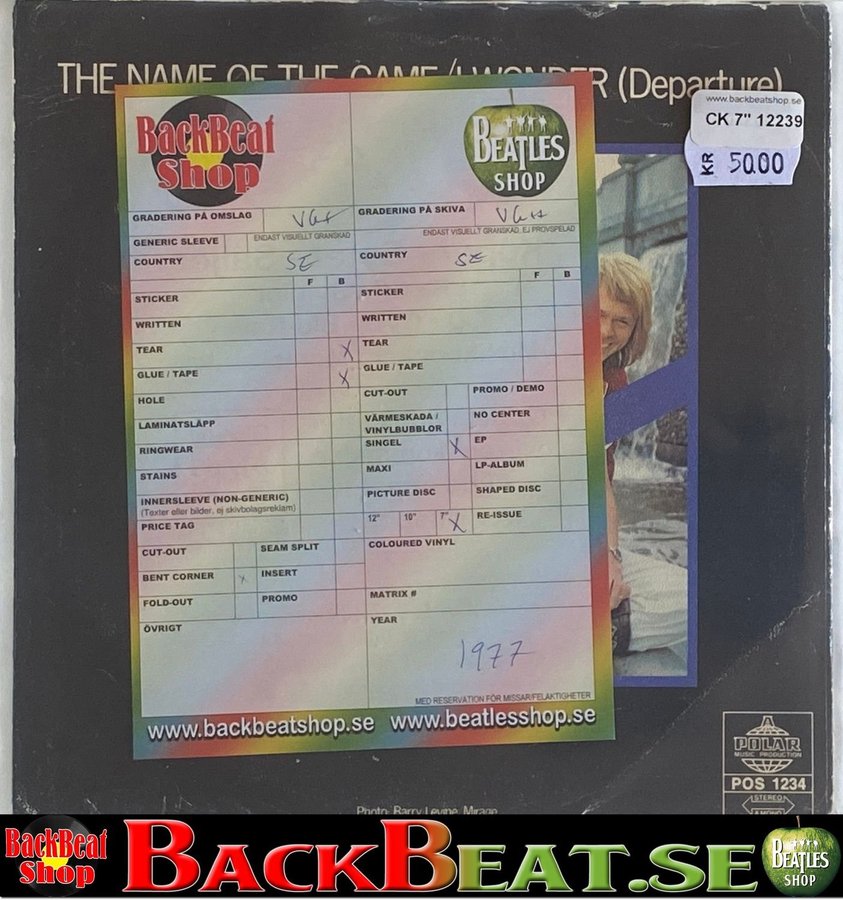 THE NAME OF THE GAME/I WONDER (Departure)
www.backbeatshop.se
CK 7" 12239
KR 50.00
BackBeat
Shop
BEATLES
SHOP
GRADERING PÅ OMSLAG VG+
GRADERING PÅ SKIVA VG++
GENERIC SLEEVE
ENDAST VISUELLT GRANSKAD
ENDAST VISUELLT GRANSKAD, EJ PROVSPELAD
COUNTRY SE
COUNTRY SE
F B
F B
STICKER
STICKER
WRITTEN
WRITTEN
TEAR X
TEAR
GLUE / TAPE X
GLUE / TAPE
HOLE
CUT-OUT
PROMO / DEMO
LAMINATSLÄPP
VÄRMESKADA /
VINYLBUBBLOR
NO CENTER
RINGWEAR
SINGEL X
EP
STAINS
MAXI
LP-ALBUM
INNERSLEEVE (NON-GENERIC)
(Texter eller bilder, ej skivbolagsreklam)
PICTURE DISC
SHAPED DISC
PRICE TAG
12" 10" 7" X
RE-ISSUE
CUT-OUT
SEAM SPLIT
COLOURED VINYL
BENT CORNER x
INSERT
FOLD-OUT
PROMO
MATRIX #
ÖVRIGT
YEAR
1977
MED RESERVATION FÖR MISSAR/FELAKTIGHETER
www.backbeatshop.se www.beatlesshop.se
A
POLAR
MUSIC PRODUCTION
POS 1234
STEREO
Photo: Barry Levine, Mirage
BackBeat
Shop
BACKBEAT.SE
BEATLES
SHOP